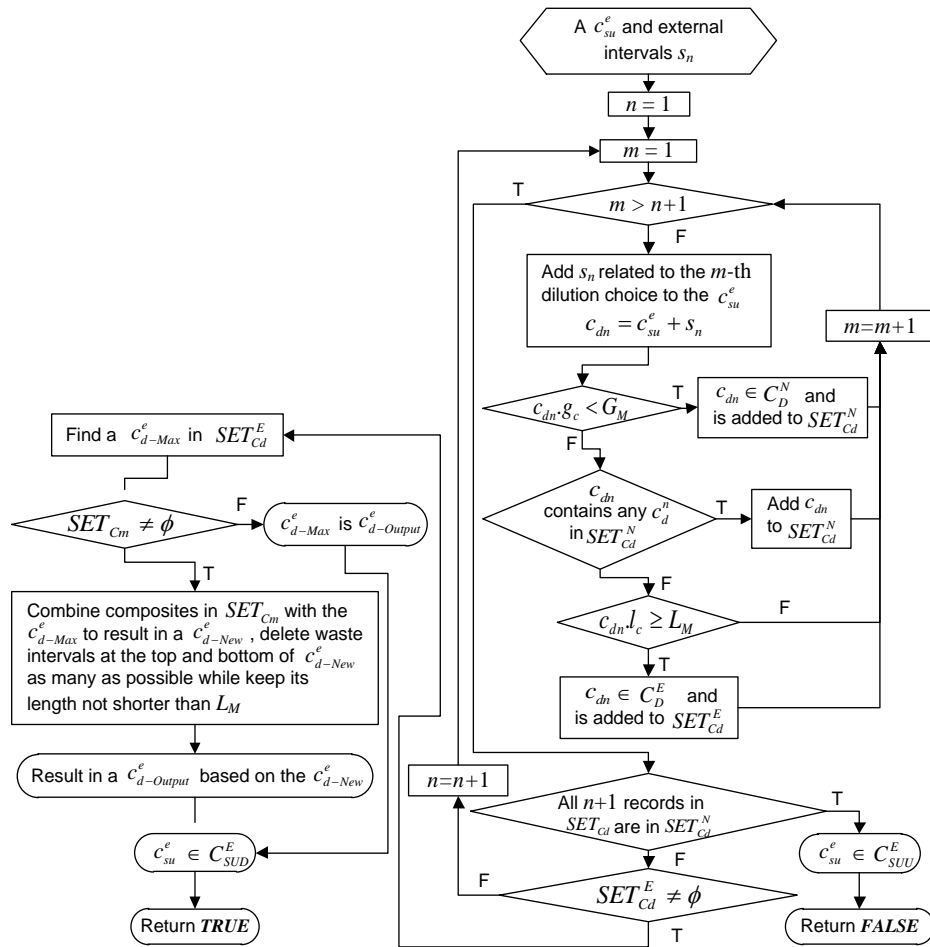 A c^e_su and external
intervals s_n
n = 1
m = 1
T
m > n+1
F
Add s_n related to the m-th
dilution choice to the c^e_su
c_dn = c^e_su + s_n
m=m+1
c_dn.g_c < G_M
T
c_dn ∈ C^N_D and
is added to SET^N_Cd
F
c_dn
contains any c^n_d
in SET^N_Cd
T
Add c_dn
to SET^N_Cd
F
c_dn.l_c ≥ L_M
F
T
c_dn ∈ C^E_D and
is added to SET^E_Cd
n=n+1
All n+1 records in
SET_Cd are in SET^N_Cd
T
F
c^e_su ∈ C^E_SUU
Return FALSE
SET^E_Cd ≠ ϕ
F
T
Find a c^e_d-Max in SET^E_Cd
SET_Cm ≠ ϕ
F
c^e_d-Max is c^e_d-Output
T
Combine composites in SET_Cm with the
c^e_d-Max to result in a c^e_d-New , delete waste
intervals at the top and bottom of c^e_d-New
as many as possible while keep its
length not shorter than L_M
Result in a c^e_d-Output based on the c^e_d-New
c^e_su ∈ C^E_SUD
Return TRUE